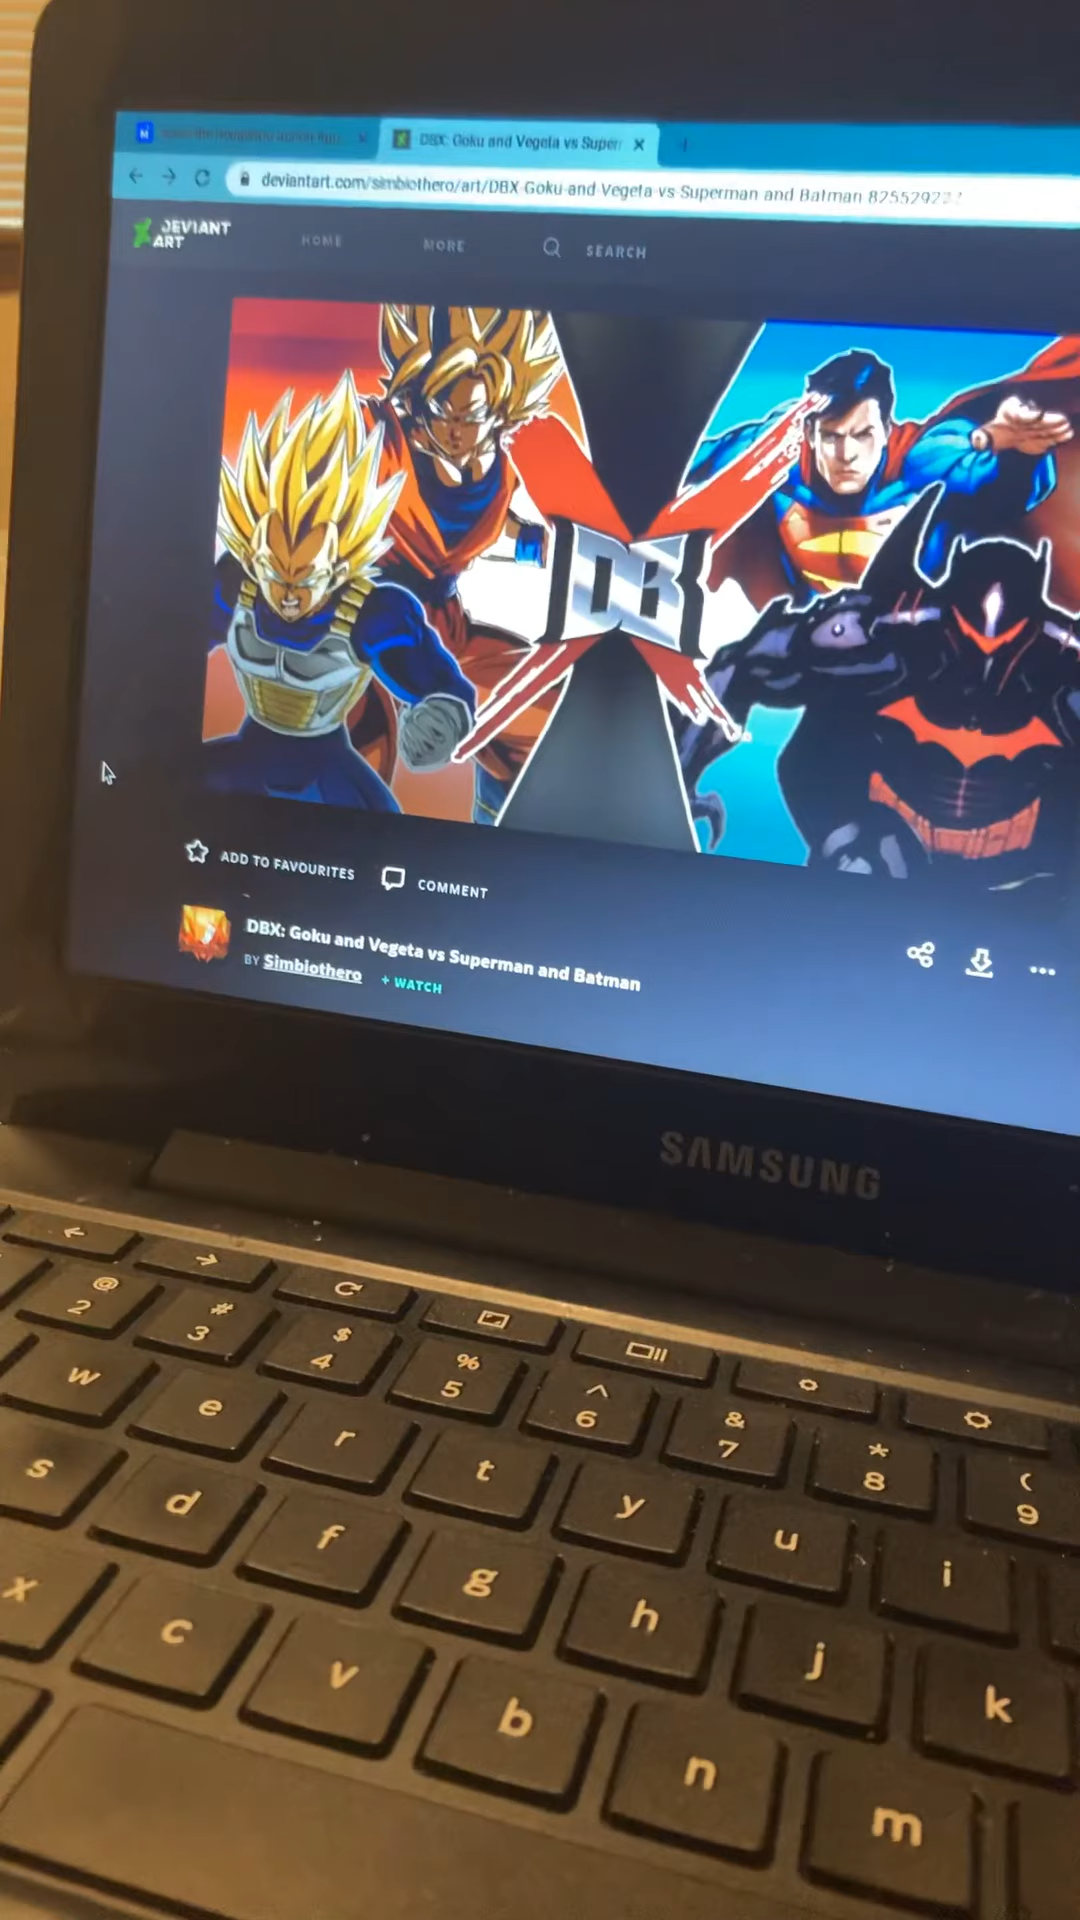 DBX: Goku and Vegeta vs Super
deviantart.com/simbiothero/art/DBX-Goku-and-Vegeta-vs-Superman and Batman 8255292
DEVIANT
ART
HOME
MORE
SEARCH
DB
ADD TO FAVOURITES
COMMENT
DBX: Goku and Vegeta vs Superman and Batman
BY Simbiothero
+ WATCH
SAMSUNG
@ # $ % ^ & * (
2 3 4 5 6 7 8 9
w e r t y u i
s d f g h j k
x c v b n m